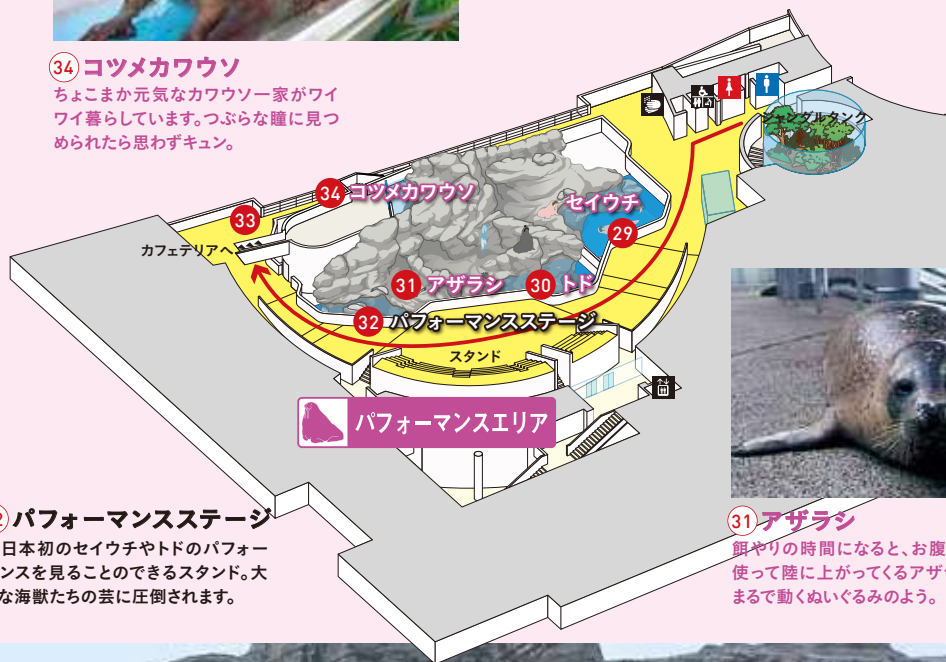 34 コツメカワウソ
ちょこまか元気なカワウソ一家がワイ
ワイ暮らしています。つぶらな瞳に見つ
められたら思わずキュン。
ジャングルタンク
34 コツメカワウソ
セイウチ
33
29
カフェテリアへ
31 アザラシ
30 トド
32 パフォーマンスステージ
スタンド
パフォーマンスエリア
2 パフォーマンスステージ
日本初のセイウチやトドのパフォー
ンスを見ることのできるスタンド。大
な海獣たちの芸に圧倒されます。
31 アザラシ
餌やりの時間になると、お腹
使って陸に上がってくるアザ
まるで動くぬいぐるみのよう。